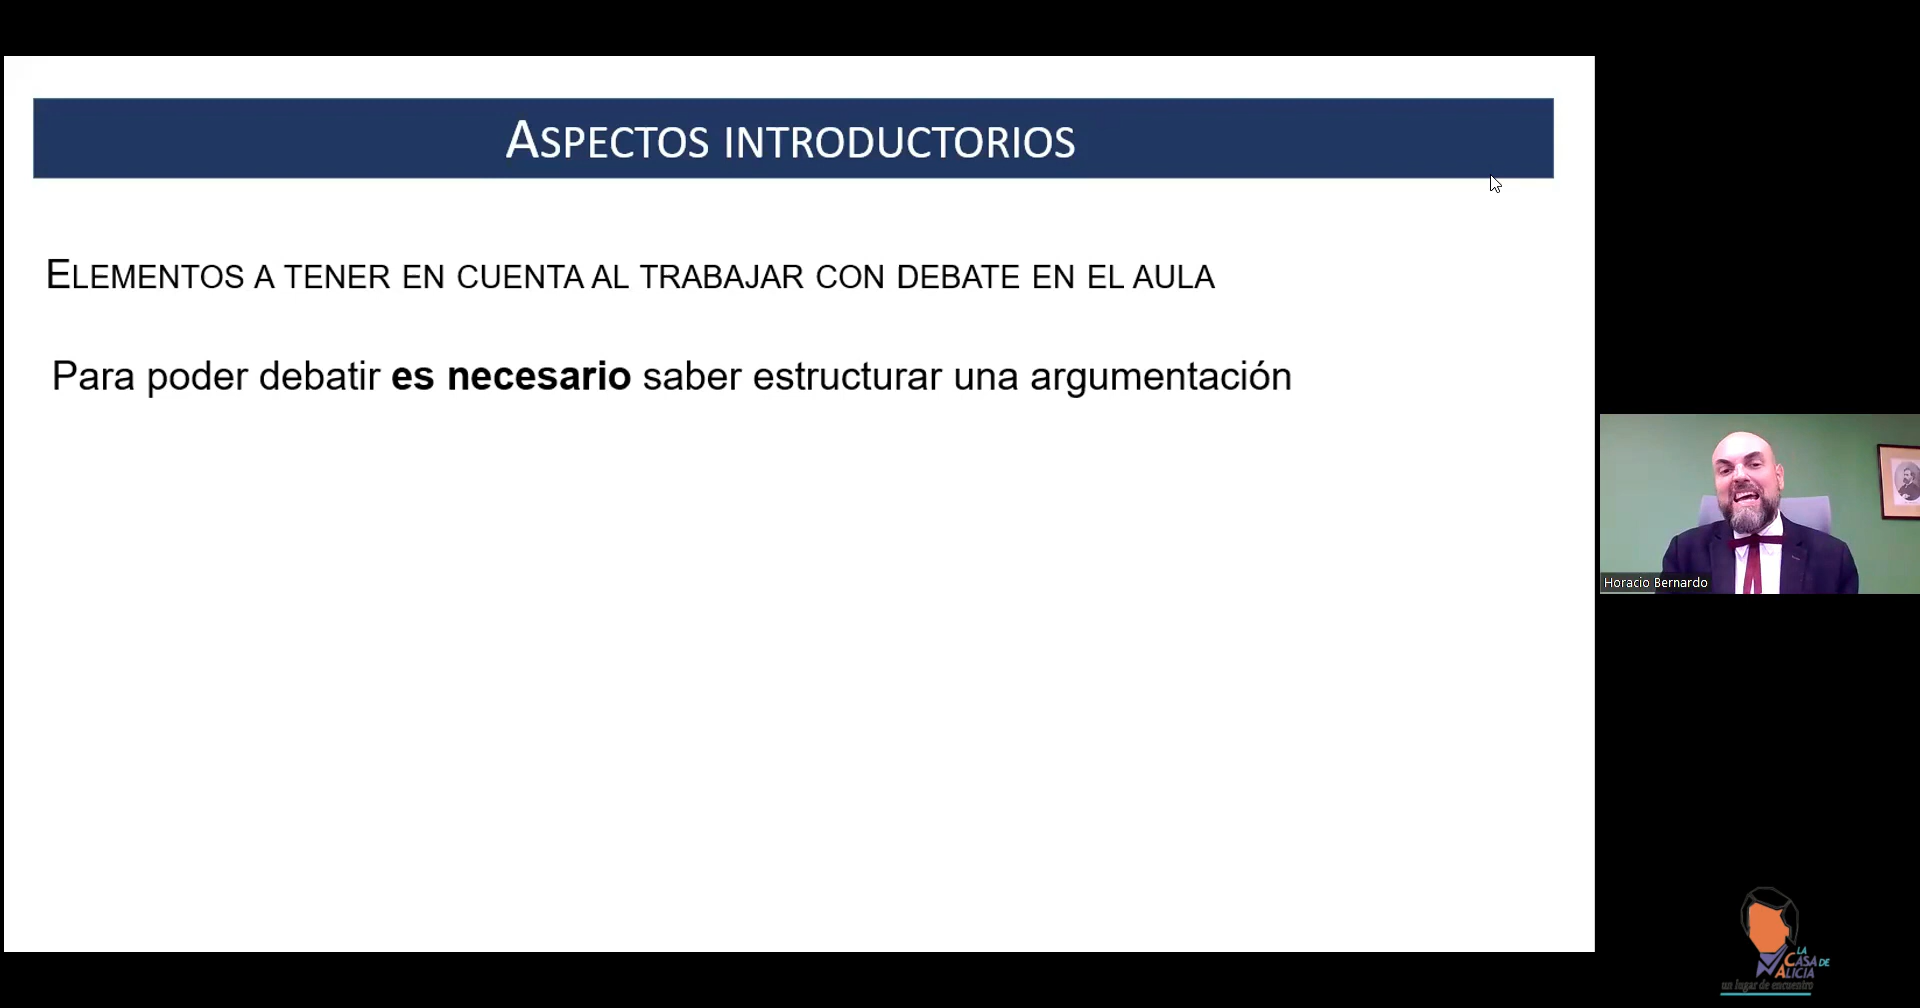 ASPECTOS INTRODUCTORIOS
ELEMENTOS A TENER EN CUENTA AL TRABAJAR CON DEBATE EN EL AULA
Para poder debatir es necesario saber estructurar una argumentación
Horacio Bernardo
LA
CASA DE
ALICIA
un lugar de encuentro